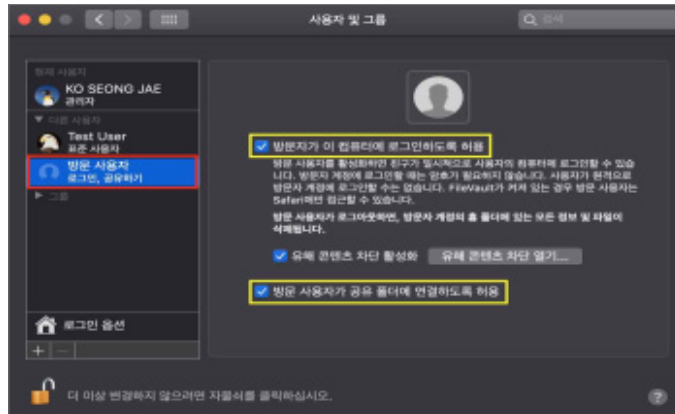 사용자 및 그룹
검색
현재 사용자
KO SEONG JAE
관리자
다른 사용자
Test User
표준 사용자
방문 사용자
로그인, 공유하기
그룹
로그인 옵션
방문자가 이 컴퓨터에 로그인하도록 허용
방문 사용자를 활성화하면 친구가 일시적으로 사용자의 컴퓨터에 로그인할 수 있습
니다. 방문자 계정에 로그인할 때는 암호가 필요하지 않습니다. 사용자가 원격으로
방문자 계정에 로그인할 수는 없습니다. FileVault가 켜져 있는 경우 방문 사용자는
Safari에만 접근할 수 있습니다.
방문 사용자가 로그아웃하면, 방문자 계정의 홈 폴더에 있는 모든 정보 및 파일이
삭제됩니다.
유해 콘텐츠 차단 활성화 유해 콘텐츠 차단 열기...
방문 사용자가 공유 폴더에 연결하도록 허용
더 이상 변경하지 않으려면 자물쇠를 클릭하십시오.